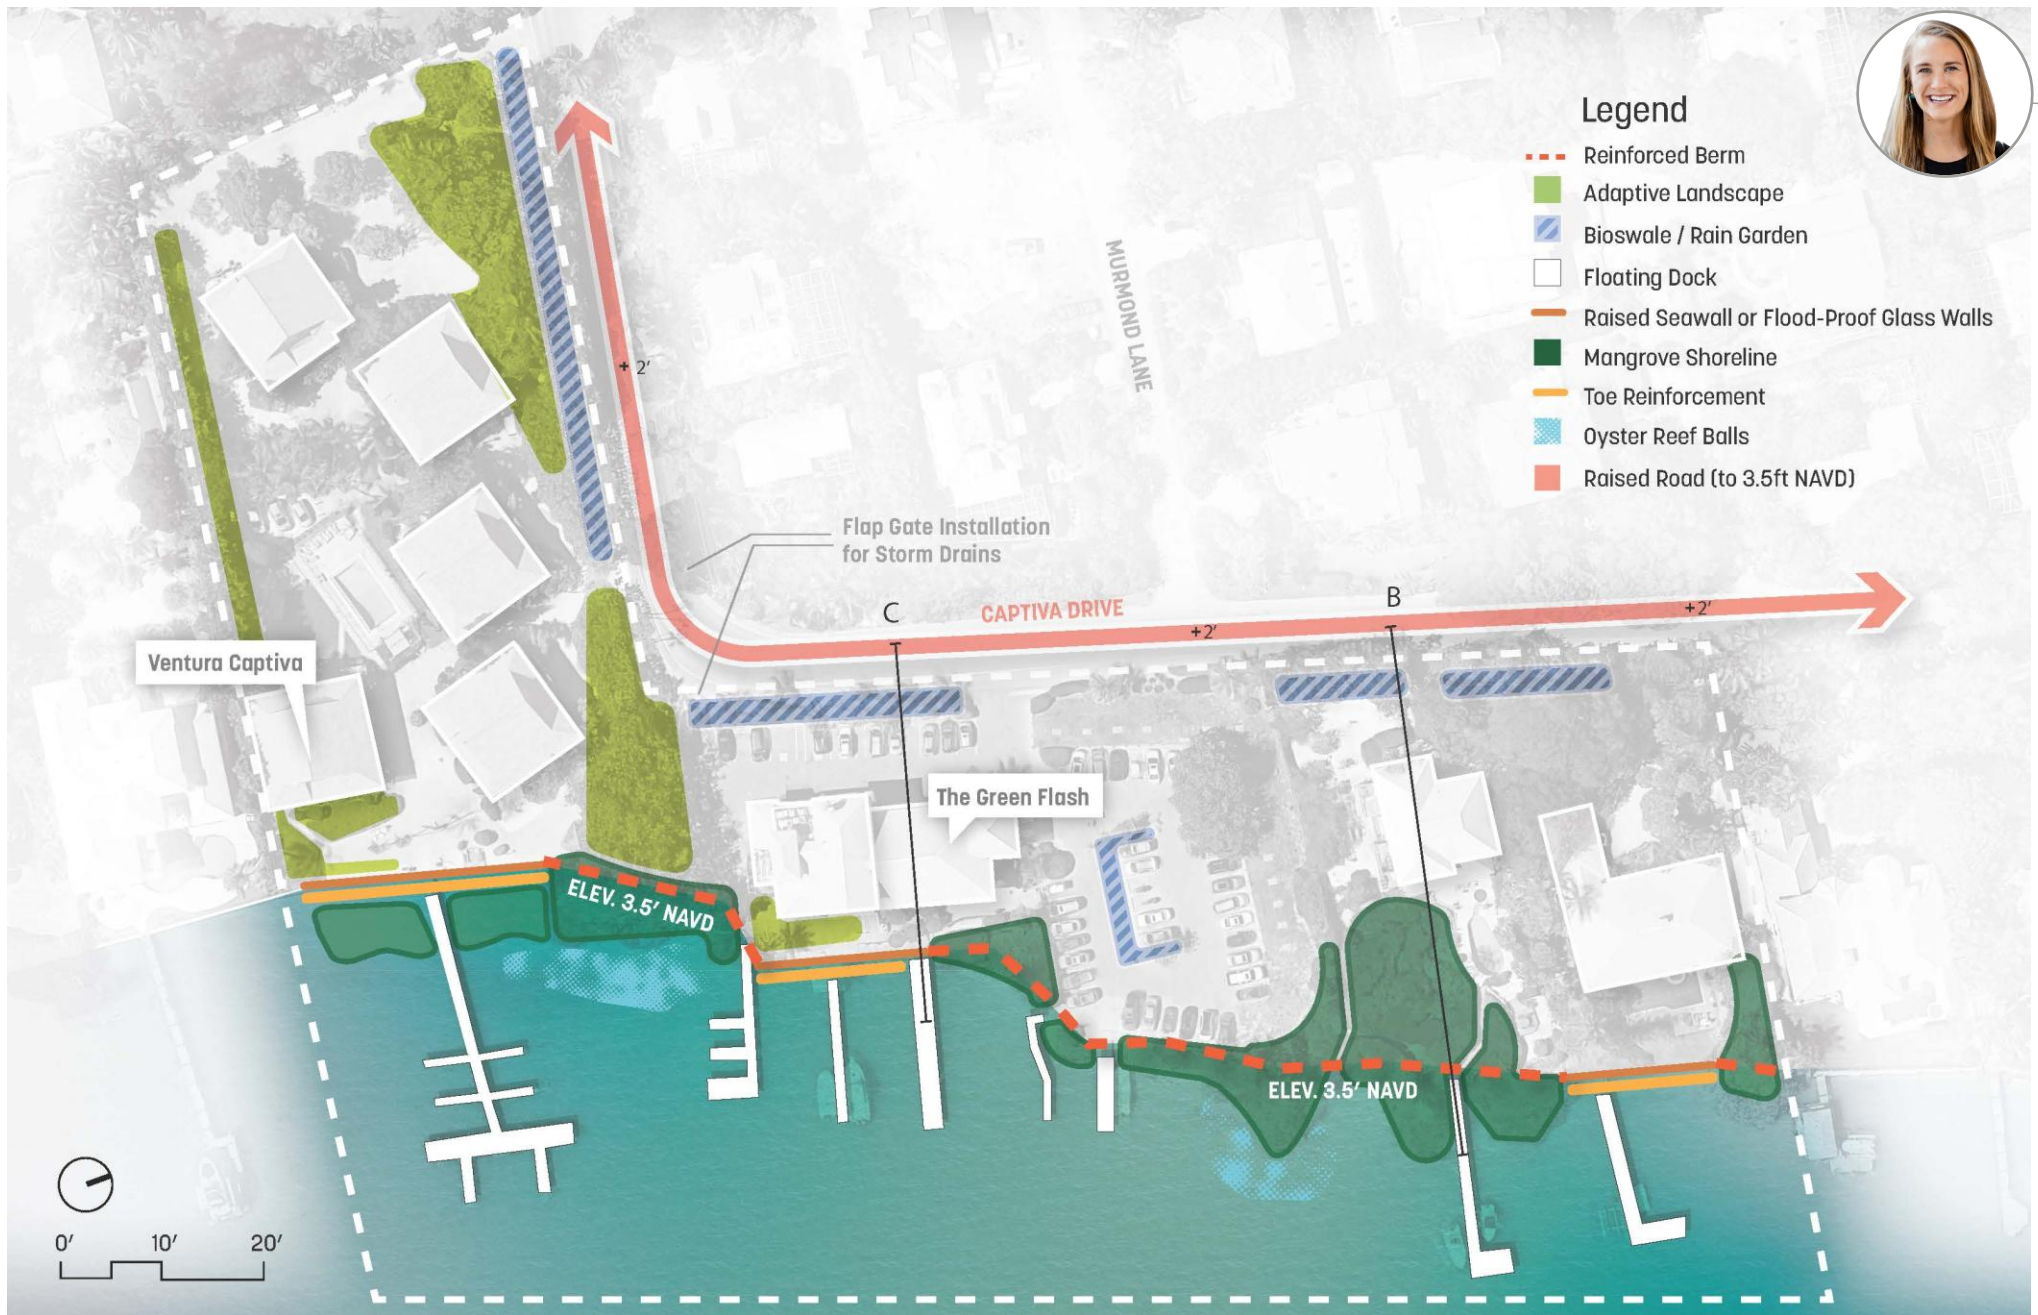 Legend
Reinforced Berm
Adaptive Landscape
Bioswale / Rain Garden
Floating Dock
Raised Seawall or Flood-Proof Glass Walls
Mangrove Shoreline
Toe Reinforcement
Oyster Reef Balls
Raised Road (to 3.5ft NAVD)
MURMOND LANE
+ 2'
Flap Gate Installation
for Storm Drains
C
CAPTIVA DRIVE
B
+2'
+2'
Ventura Captiva
The Green Flash
ELEV. 3.5' NAVD
ELEV. 3.5' NAVD
0' 10' 20'